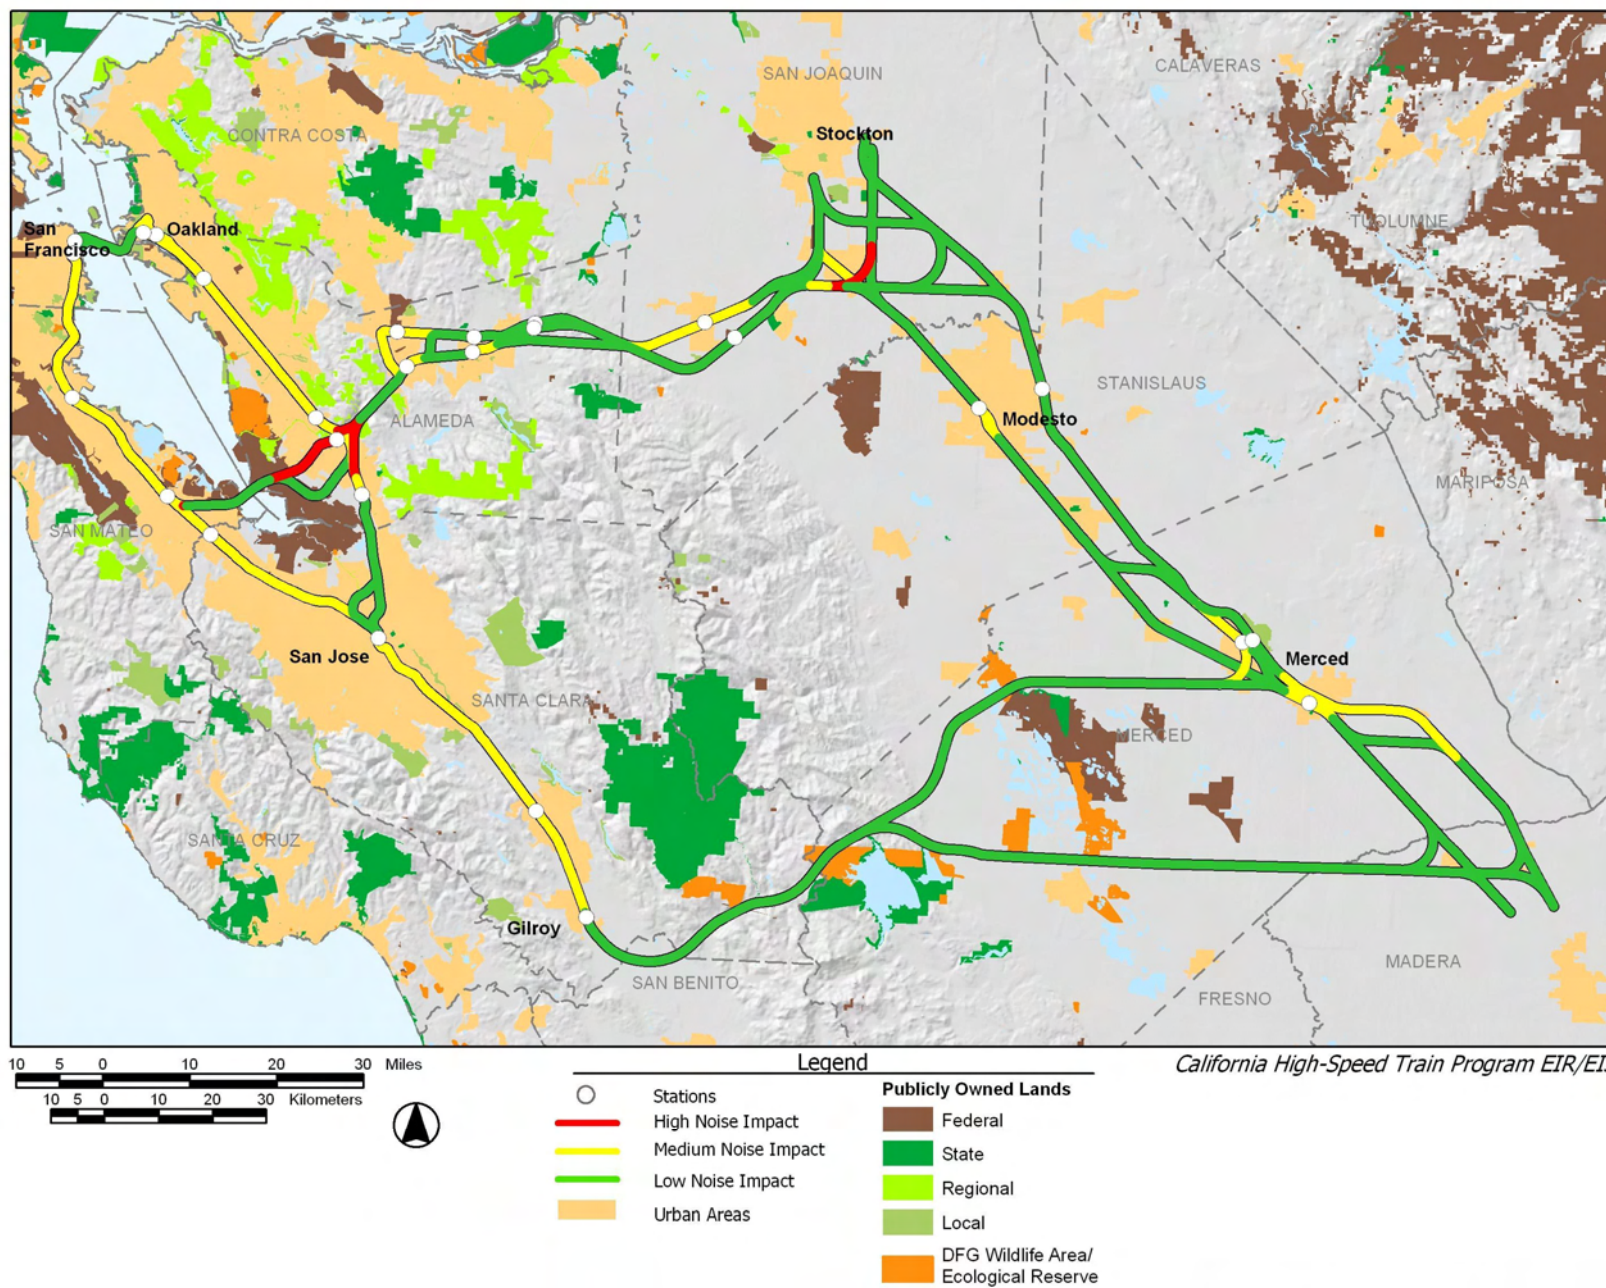 SAN JOAQUIN
CALAVERAS
CONTRA COSTA
Stockton
TUOLUMNE
San
Francisco
Oakland
STANISLAUS
ALAMEDA
Modesto
MARIPOSA
SAN MATEO
San Jose
Merced
SANTA CLARA
MERCED
SANTA CRUZ
Gilroy
MADERA
SAN BENITO
FRESNO
10 5 0 10 20 30 Miles
10 5 0 10 20 30 Kilometers
Legend
California High-Speed Train Program EIR/EI
Stations
High Noise Impact
Medium Noise Impact
Low Noise Impact
Urban Areas
Publicly Owned Lands
Federal
State
Regional
Local
DFG Wildlife Area/
Ecological Reserve